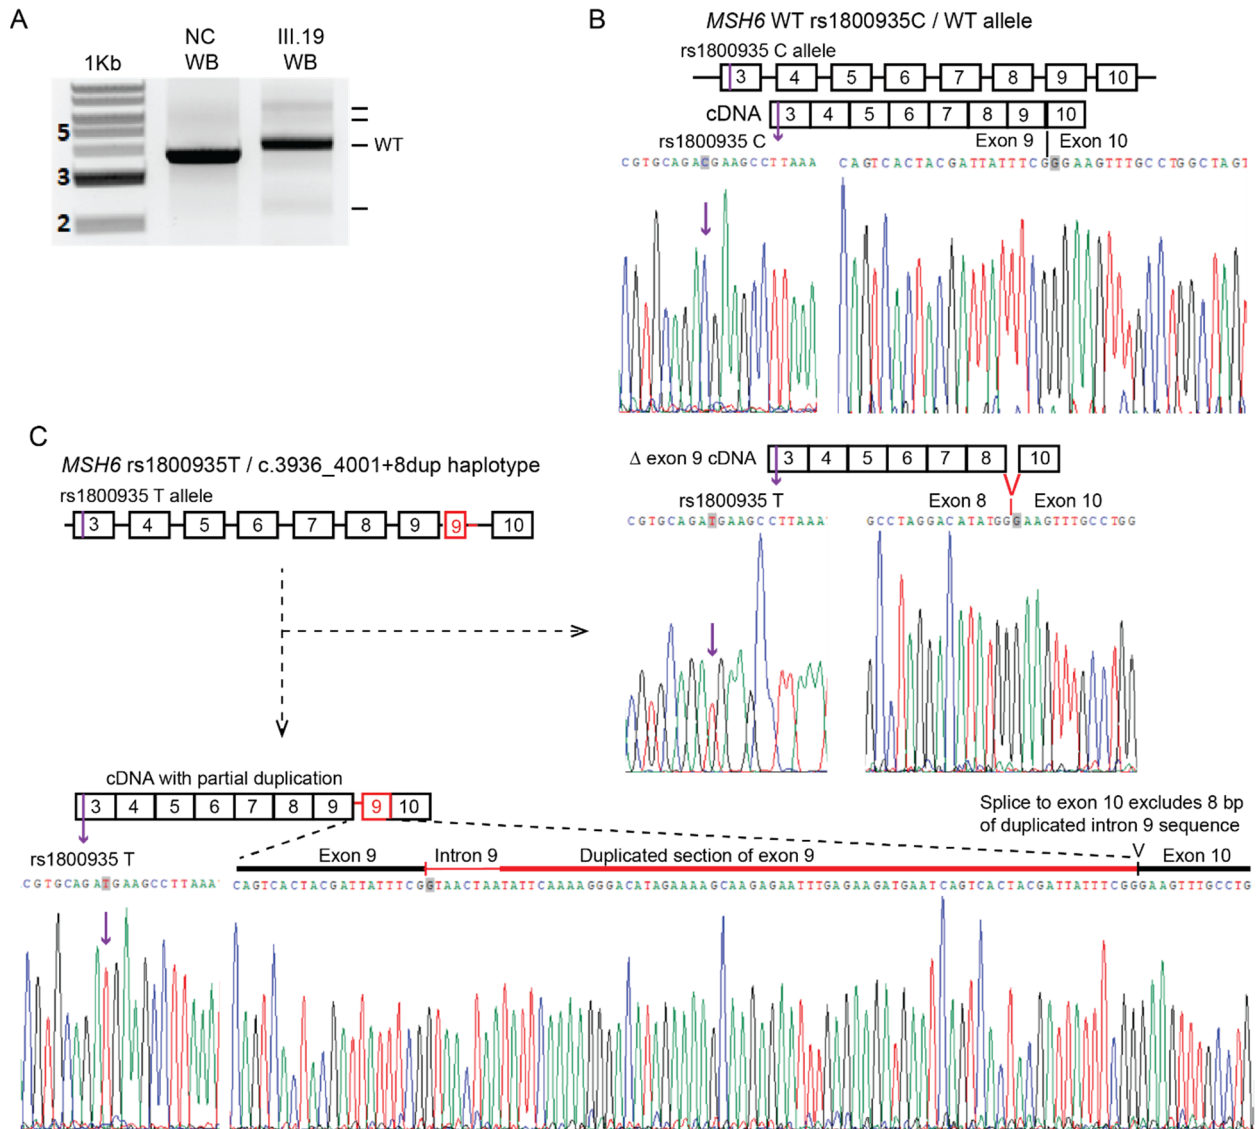 A
NC
WB
III.19
WB
1Kb
5
3
2
WT
B
MSH6 WT rs1800935C / WT allele
rs1800935 C allele
3 4 5 6 7 8 9 10
cDNA 3 4 5 6 7 8 9 10
rs1800935 C
Exon 9 Exon 10
CGTGCAGACGAAGCCTTAAA
CAGTCACTACGATTATTTCGGGAAGTTTGCCTGGCTAGT
C
MSH6 rs1800935T / c.3936_4001+8dup haplotype
rs1800935 T allele
3 4 5 6 7 8 9 9 10
Δ exon 9 cDNA 3 4 5 6 7 8 10
rs1800935 T
Exon 8 Exon 10
CGTGCAGATGAAGCCTTAAA
GCCTAGGACATATGGGAAGTTTGCCTGG
cDNA with partial duplication
3 4 5 6 7 8 9 9 10
rs1800935 T
Splice to exon 10 excludes 8 bp
of duplicated intron 9 sequence
V
Exon 9 Intron 9 Duplicated section of exon 9 Exon 10
CGTGCAGATGAAGCCTTAAA
CAGTCACTACGATTATTTCGGTAACTAATATTCAAAAGGGACATAGAAAAGCAAGAGAATTTGAGAAGATGAATCAGTCACTACGATTATTTCGGGAAGTTTGCCTG